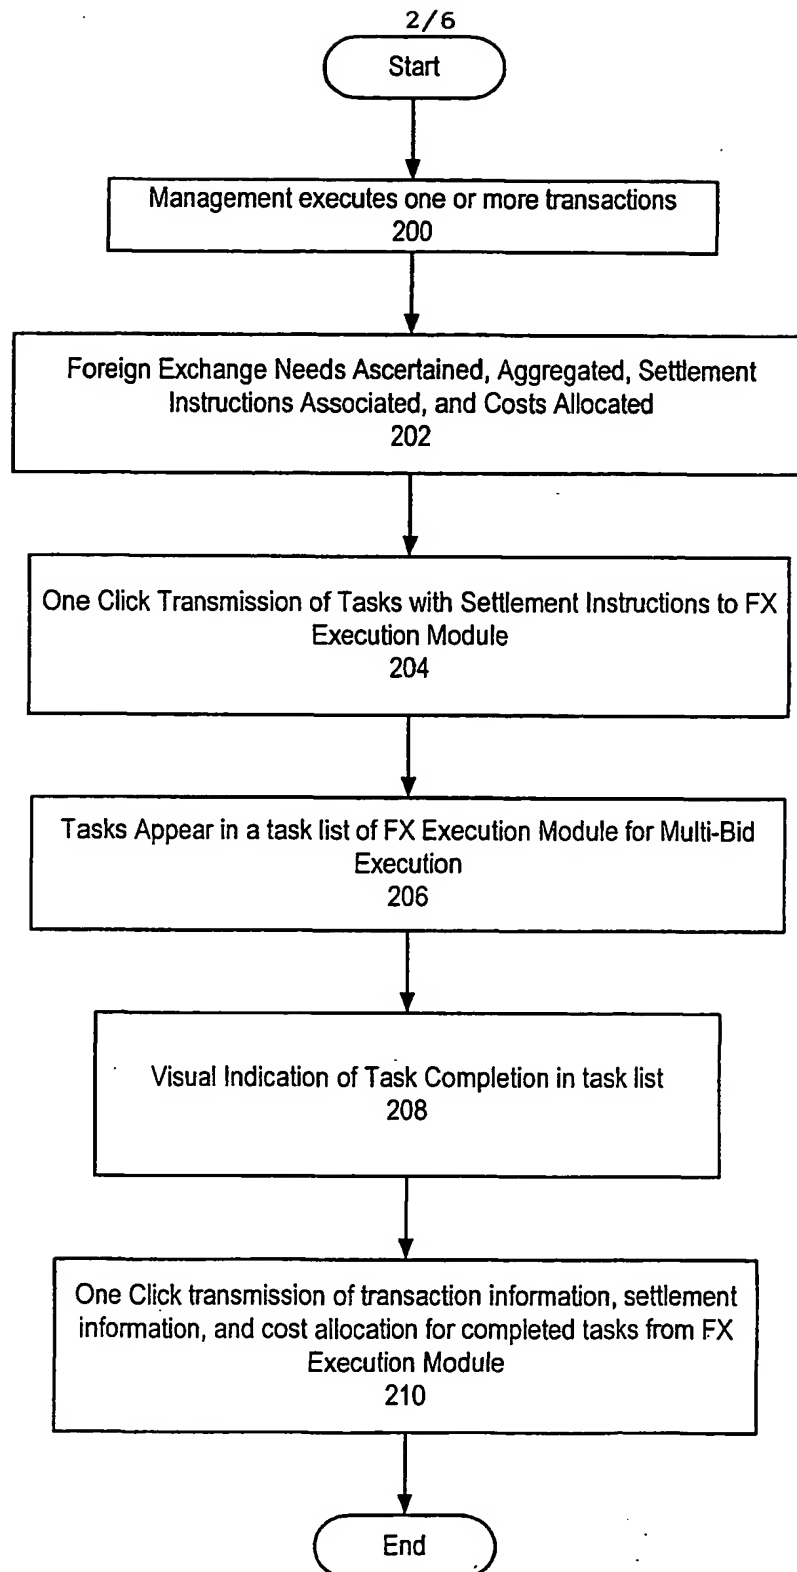 2/6
Start
Management executes one or more transactions
200
Foreign Exchange Needs Ascertained, Aggregated, Settlement
Instructions Associated, and Costs Allocated
202
One Click Transmission of Tasks with Settlement Instructions to FX
Execution Module
204
Tasks Appear in a task list of FX Execution Module for Multi-Bid
Execution
206
Visual Indication of Task Completion in task list
208
One Click transmission of transaction information, settlement
information, and cost allocation for completed tasks from FX
Execution Module
210
End